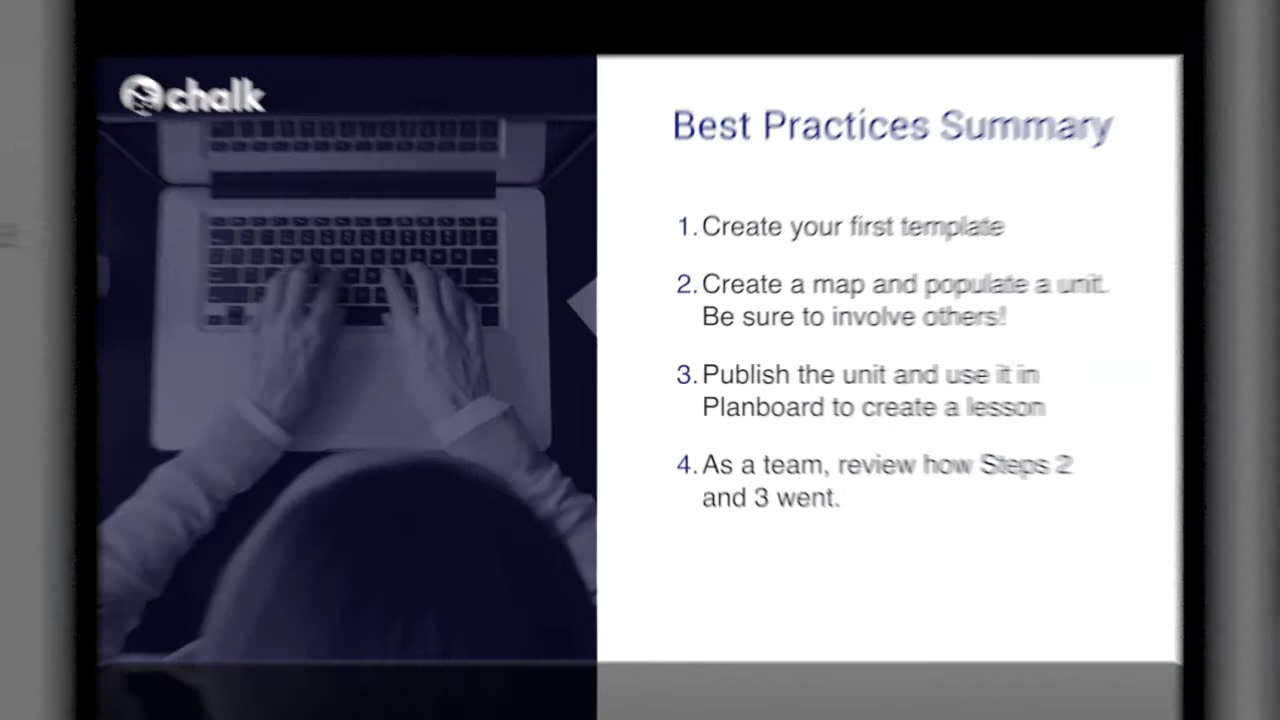 chalk
Best Practices Summary
1. Create your first template
2. Create a map and populate a unit.
Be sure to involve others!
3. Publish the unit and use it in
Planboard to create a lesson
4. As a team, review how Steps 2
and 3 went.